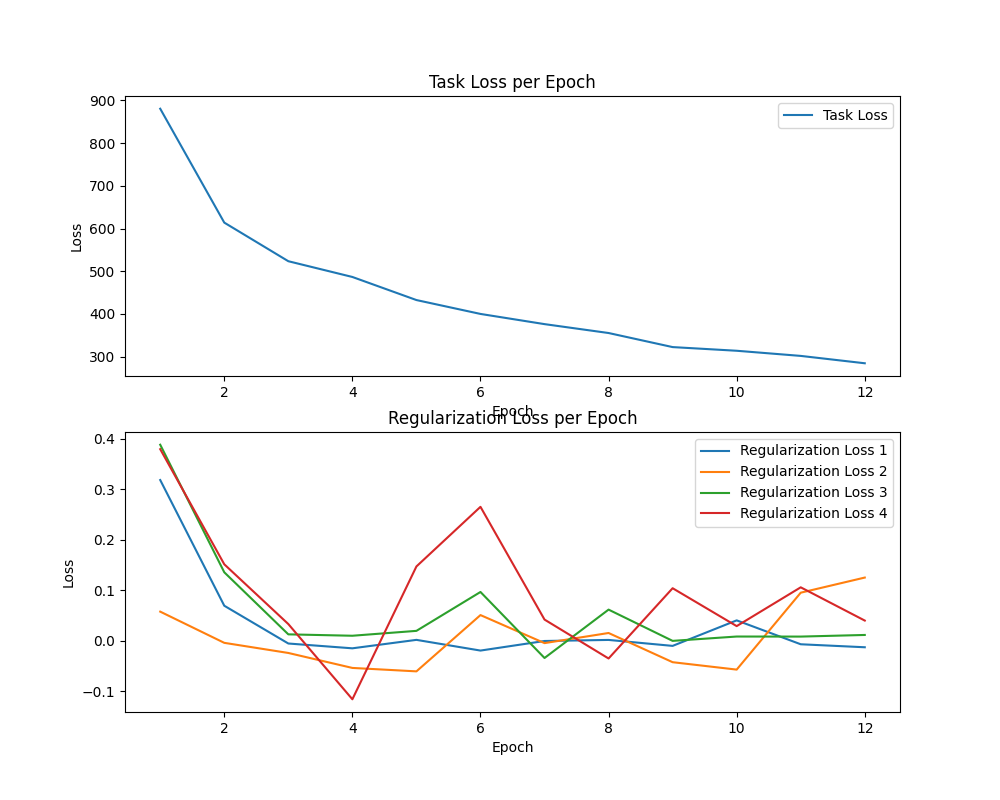 Task Loss per Epoch
900
800
700
600
500
400
300
Loss
Task Loss
2
4
6
8
10
12
Epoch
Regularization Loss per Epoch
0.4
0.3
0.2
0.1
0.0
−0.1
Loss
Regularization Loss 1
Regularization Loss 2
Regularization Loss 3
Regularization Loss 4
2
4
6
8
10
12
Epoch